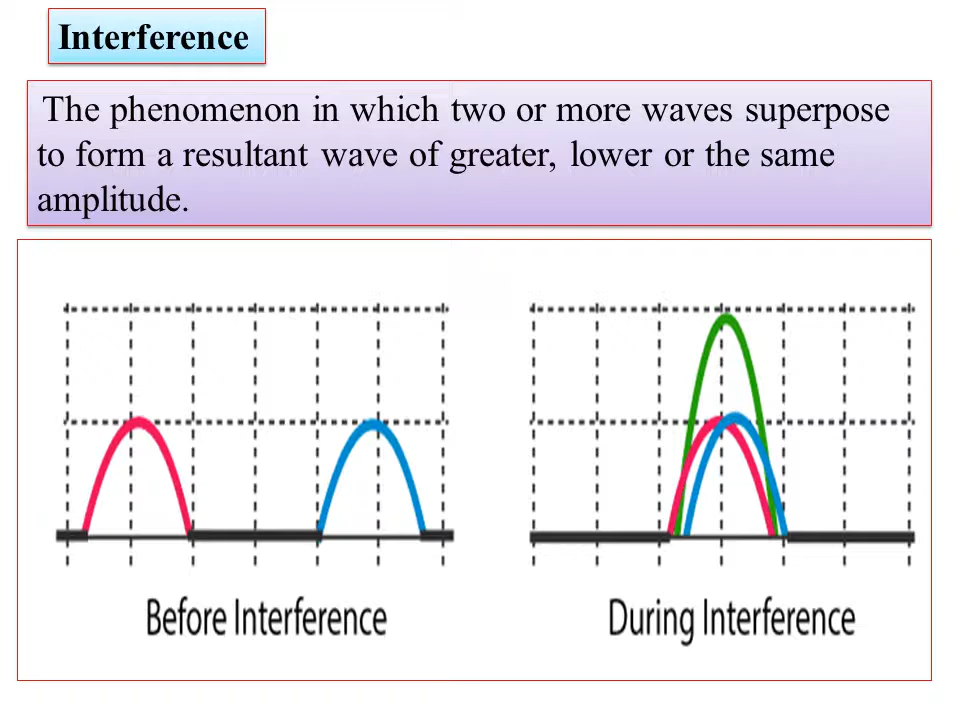 Interference
The phenomenon in which two or more waves superpose
to form a resultant wave of greater, lower or the same
amplitude.
Before Interference
During Interference